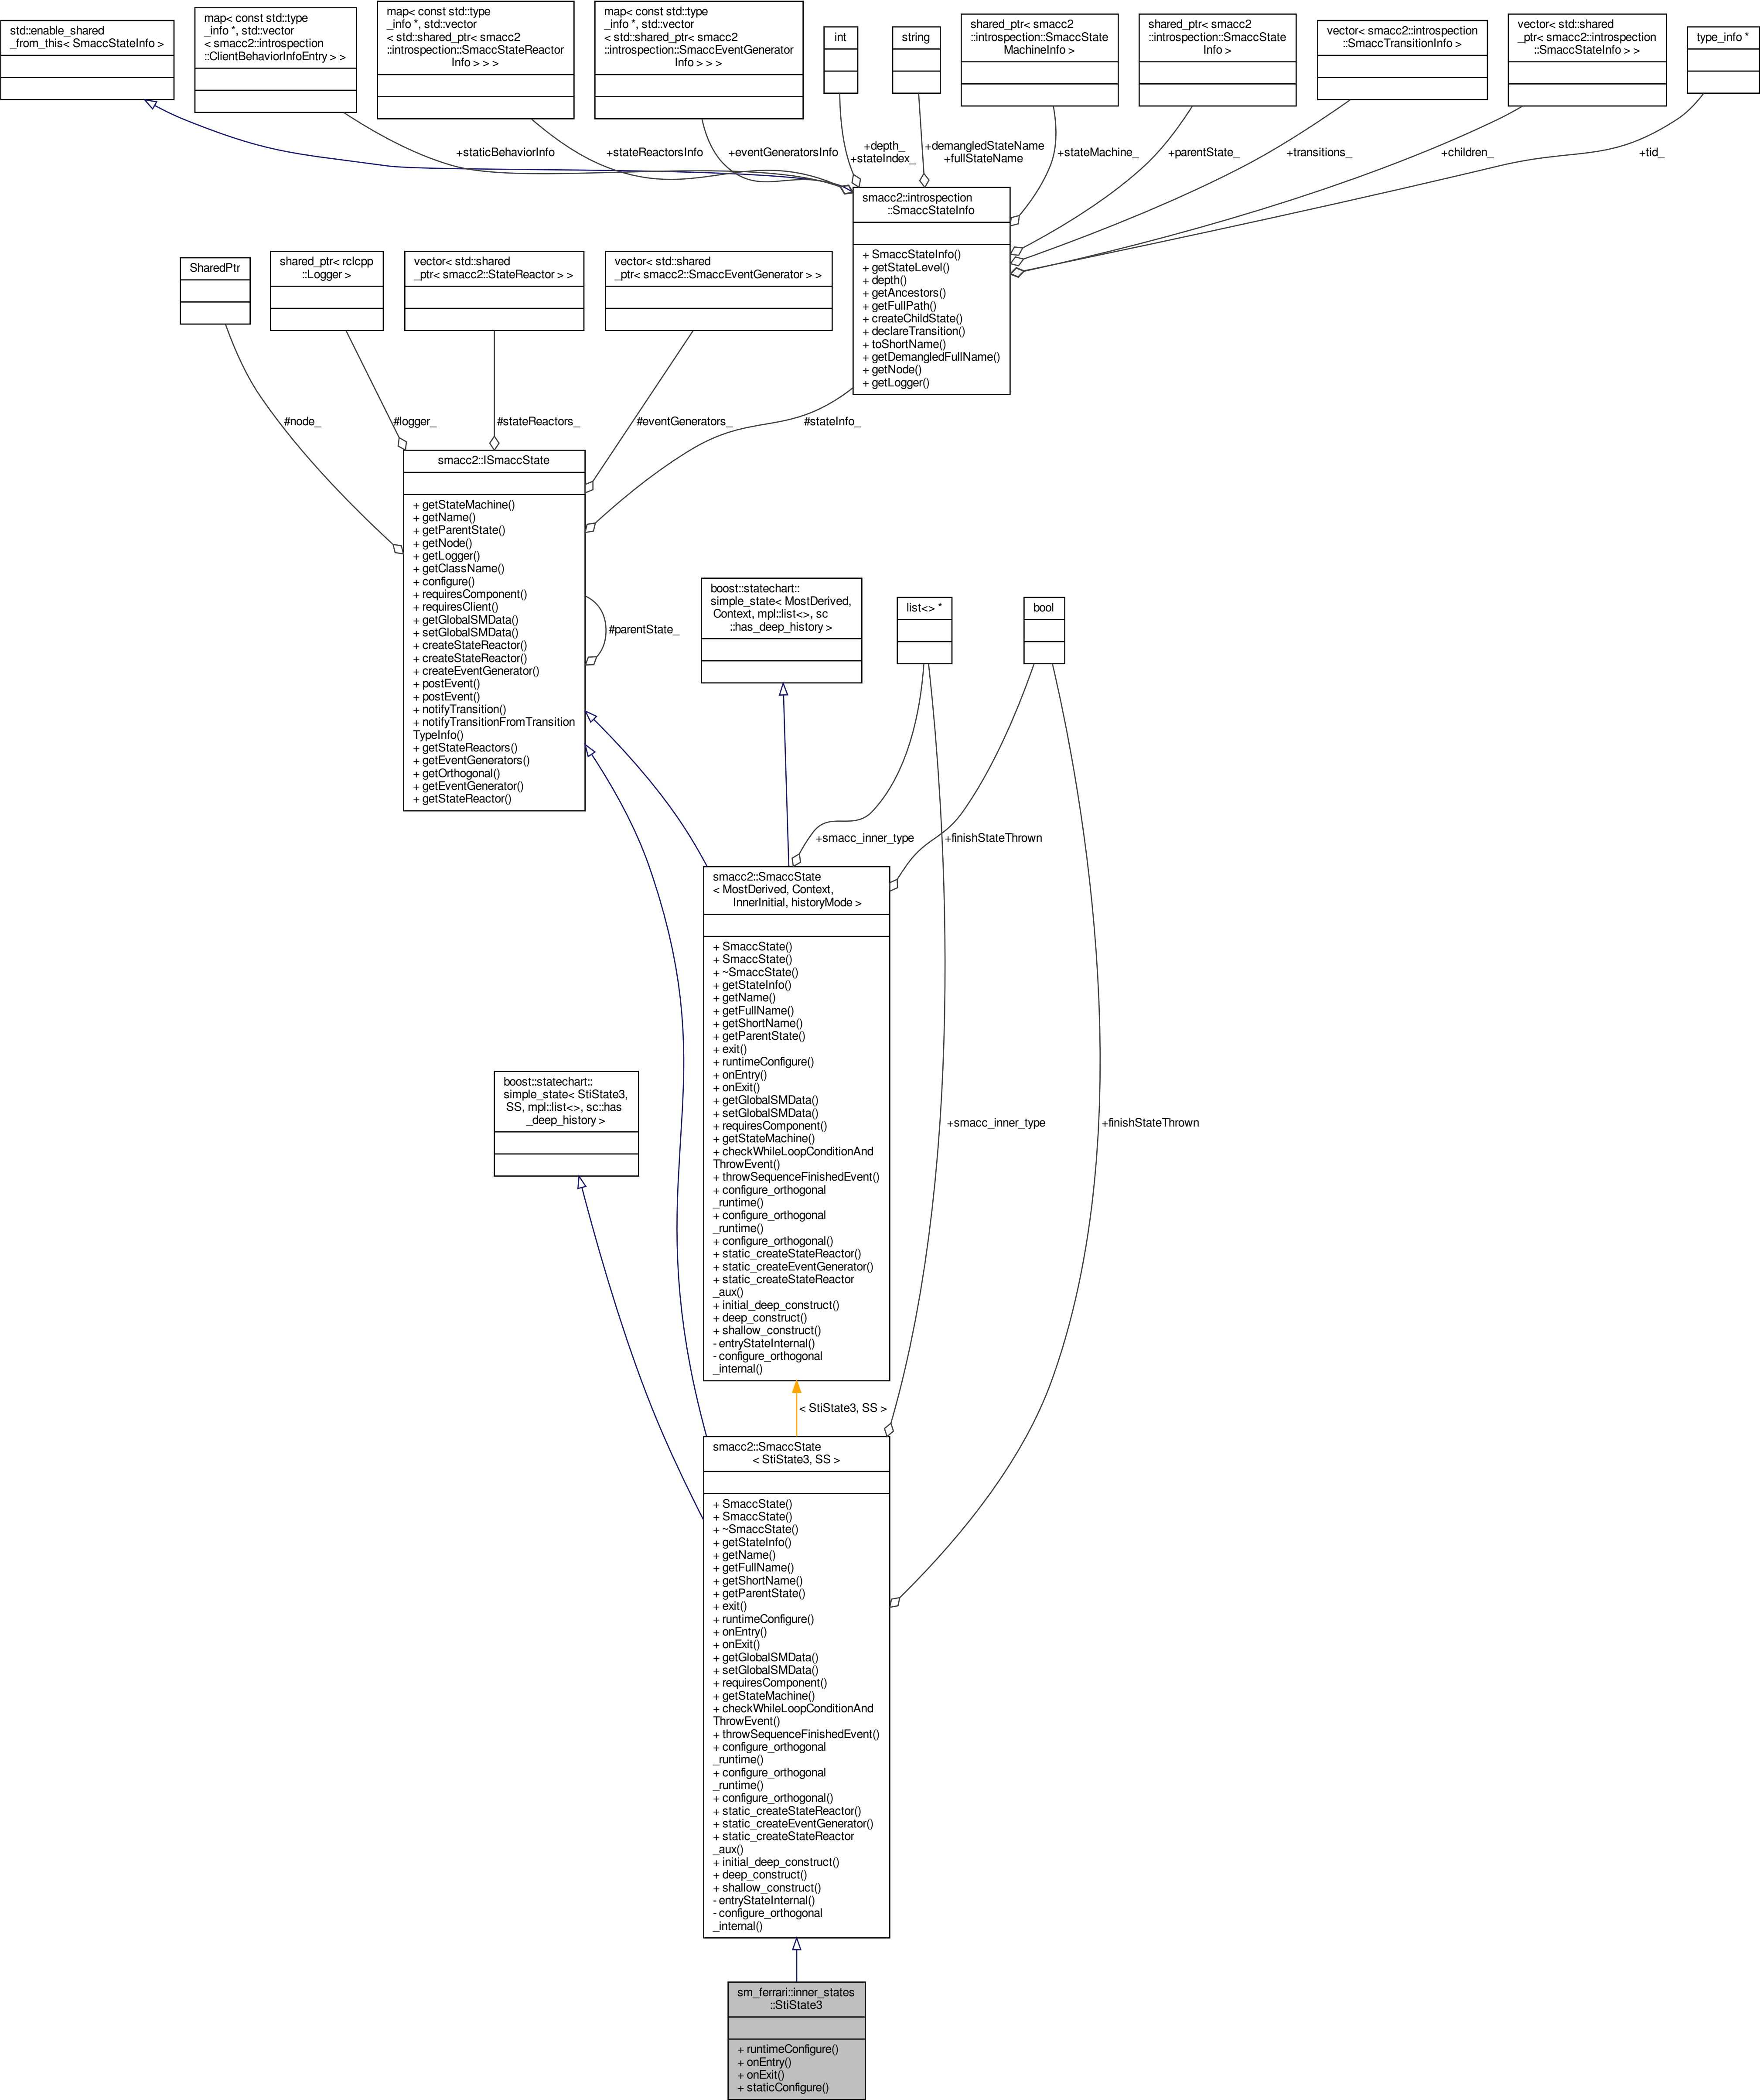 std::enable_shared
_from_this< SmaccStateInfo >
map< const std::type
_info *, std::vector
< smacc2::introspection
::ClientBehaviorInfoEntry > >
map< const std::type
_info *, std::vector
< std::shared_ptr< smacc2
::introspection::SmaccStateReactor
Info > > >
map< const std::type
_info *, std::vector
< std::shared_ptr< smacc2
::introspection::SmaccEventGenerator
Info > > >
int
string
shared_ptr< smacc2
::introspection::SmaccState
MachineInfo >
shared_ptr< smacc2
::introspection::SmaccState
Info >
vector< smacc2::introspection
::SmaccTransitionInfo >
vector< std::shared
_ptr< smacc2::introspection
::SmaccStateInfo > >
type_info *
+staticBehaviorInfo
+stateReactorsInfo
+eventGeneratorsInfo
+depth_
+stateIndex_
+demangledStateName
+fullStateName
+stateMachine_
+parentState_
+transitions_
+children_
+tid_
smacc2::introspection
::SmaccStateInfo
+ SmaccStateInfo()
+ getStateLevel()
+ depth()
+ getAncestors()
+ getFullPath()
+ createChildState()
+ declareTransition()
+ toShortName()
+ getDemangledFullName()
+ getNode()
+ getLogger()
SharedPtr
shared_ptr< rclcpp
::Logger >
vector< std::shared
_ptr< smacc2::StateReactor > >
vector< std::shared
_ptr< smacc2::SmaccEventGenerator > >
#node_
#logger_
#stateReactors_
#eventGenerators_
#stateInfo_
smacc2::ISmaccState
+ getStateMachine()
+ getName()
+ getParentState()
+ getNode()
+ getLogger()
+ getClassName()
+ configure()
+ requiresComponent()
+ requiresClient()
+ getGlobalSMData()
+ setGlobalSMData()
+ createStateReactor()
+ createStateReactor()
+ createEventGenerator()
+ postEvent()
+ postEvent()
+ notifyTransition()
+ notifyTransitionFromTransition
TypeInfo()
+ getStateReactors()
+ getEventGenerators()
+ getOrthogonal()
+ getEventGenerator()
+ getStateReactor()
#parentState_
boost::statechart::
simple_state< MostDerived,
Context, mpl::list<>, sc
::has_deep_history >
list<> *
bool
+smacc_inner_type
+finishStateThrown
smacc2::SmaccState
< MostDerived, Context,
InnerInitial, historyMode >
+ SmaccState()
+ SmaccState()
+ ~SmaccState()
+ getStateInfo()
+ getName()
+ getFullName()
+ getShortName()
+ getParentState()
+ exit()
+ runtimeConfigure()
+ onEntry()
+ onExit()
+ getGlobalSMData()
+ setGlobalSMData()
+ requiresComponent()
+ getStateMachine()
+ checkWhileLoopConditionAnd
ThrowEvent()
+ throwSequenceFinishedEvent()
+ configure_orthogonal
_runtime()
+ configure_orthogonal
_runtime()
+ configure_orthogonal()
+ static_createStateReactor()
+ static_createEventGenerator()
+ static_createStateReactor
_aux()
+ initial_deep_construct()
+ deep_construct()
+ shallow_construct()
- entryStateInternal()
- configure_orthogonal
_internal()
boost::statechart::
simple_state< StiState3,
SS, mpl::list<>, sc::has
_deep_history >
+smacc_inner_type
+finishStateThrown
< StiState3, SS >
smacc2::SmaccState
< StiState3, SS >
+ SmaccState()
+ SmaccState()
+ ~SmaccState()
+ getStateInfo()
+ getName()
+ getFullName()
+ getShortName()
+ getParentState()
+ exit()
+ runtimeConfigure()
+ onEntry()
+ onExit()
+ getGlobalSMData()
+ setGlobalSMData()
+ requiresComponent()
+ getStateMachine()
+ checkWhileLoopConditionAnd
ThrowEvent()
+ throwSequenceFinishedEvent()
+ configure_orthogonal
_runtime()
+ configure_orthogonal
_runtime()
+ configure_orthogonal()
+ static_createStateReactor()
+ static_createEventGenerator()
+ static_createStateReactor
_aux()
+ initial_deep_construct()
+ deep_construct()
+ shallow_construct()
- entryStateInternal()
- configure_orthogonal
_internal()
sm_ferrari::inner_states
::StiState3
+ runtimeConfigure()
+ onEntry()
+ onExit()
+ staticConfigure()